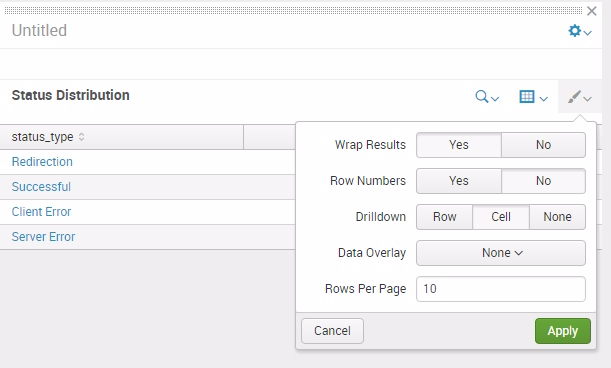 Untitled
Status Distribution
status_type
Redirection
Successful
Client Error
Server Error
Wrap Results Yes No
Row Numbers Yes No
Drilldown Row Cell None
Data Overlay None
Rows Per Page 10
Cancel Apply